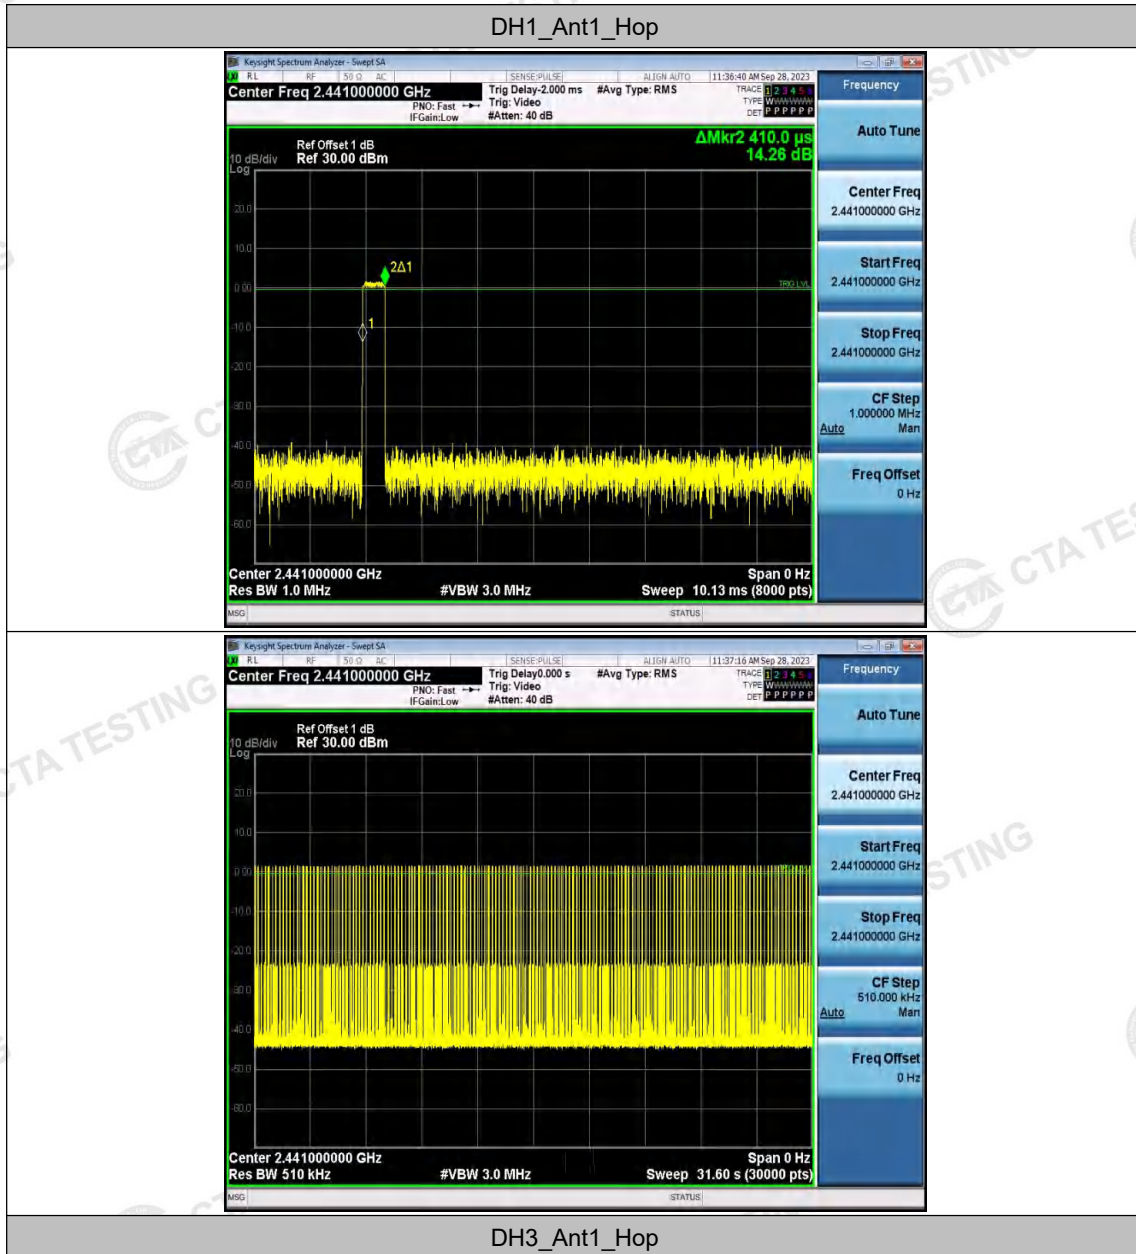 DH1_Ant1_Hop
Keysight Spectrum Analyzer - Swept SA
RL RF 50 Ω AC SENSE:PULSE ALIGN AUTO 11:36:40 AM Sep 28, 2023
Center Freq 2.441000000 GHz Trig Delay-2.000 ms #Avg Type: RMS TRACE 1 2 3 4 5 6
PNO: Fast Trig: Video TYPE WWWWWW
IFGain:Low #Atten: 40 dB DET P P P P P P
Frequency
Auto Tune
ΔMkr2 410.0 µs
14.26 dB
Ref Offset 1 dB
10 dB/div Ref 30.00 dBm
Log
20.0
10.0
0.00
-10.0
-20.0
-30.0
-40.0
-50.0
-60.0
2Δ1
1
TRIG LVL
Center Freq
2.441000000 GHz
Start Freq
2.441000000 GHz
Stop Freq
2.441000000 GHz
CF Step
1.000000 MHz
Auto Man
Freq Offset
0 Hz
Center 2.441000000 GHz Span 0 Hz
Res BW 1.0 MHz #VBW 3.0 MHz Sweep 10.13 ms (8000 pts)
MSG STATUS
Keysight Spectrum Analyzer - Swept SA
RL RF 50 Ω AC SENSE:PULSE ALIGN AUTO 11:37:16 AM Sep 28, 2023
Center Freq 2.441000000 GHz Trig Delay0.000 s #Avg Type: RMS TRACE 1 2 3 4 5 6
PNO: Fast Trig: Video TYPE WWWWWW
IFGain:Low #Atten: 40 dB DET P P P P P P
Frequency
Auto Tune
Ref Offset 1 dB
10 dB/div Ref 30.00 dBm
Log
20.0
10.0
0.00
-10.0
-20.0
-30.0
-40.0
-50.0
-60.0
Center Freq
2.441000000 GHz
Start Freq
2.441000000 GHz
Stop Freq
2.441000000 GHz
CF Step
510.000 kHz
Auto Man
Freq Offset
0 Hz
Center 2.441000000 GHz Span 0 Hz
Res BW 510 kHz #VBW 3.0 MHz Sweep 31.60 s (30000 pts)
MSG STATUS
DH3_Ant1_Hop
CTA TESTING